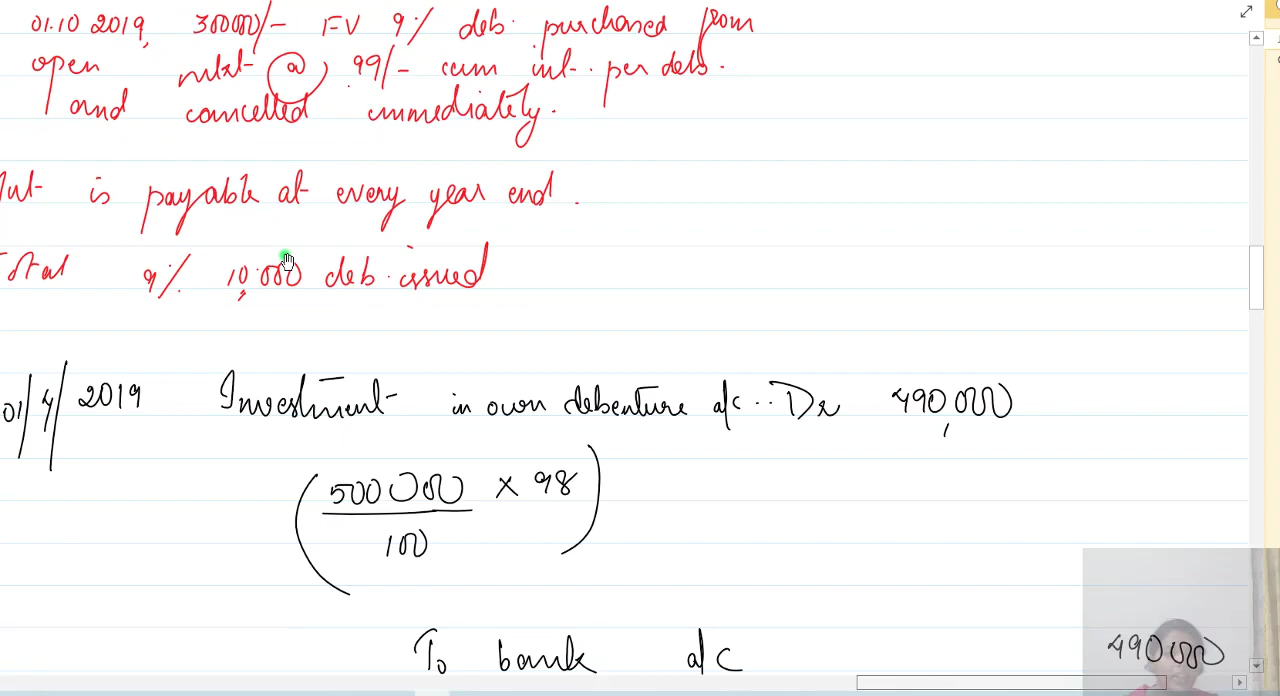 01.10 2019, 300000/- FV 9% deb. purchased from
open mkt @, 99/- cum int. per deb.
and cancelled immediately.
Int is payable at every year end.
Total 9% 10,000 deb. issued
01/4/2019 Investment in own debenture a/c .. Dr 490,000
(500000 × 98
100)
To bank a/c 490000